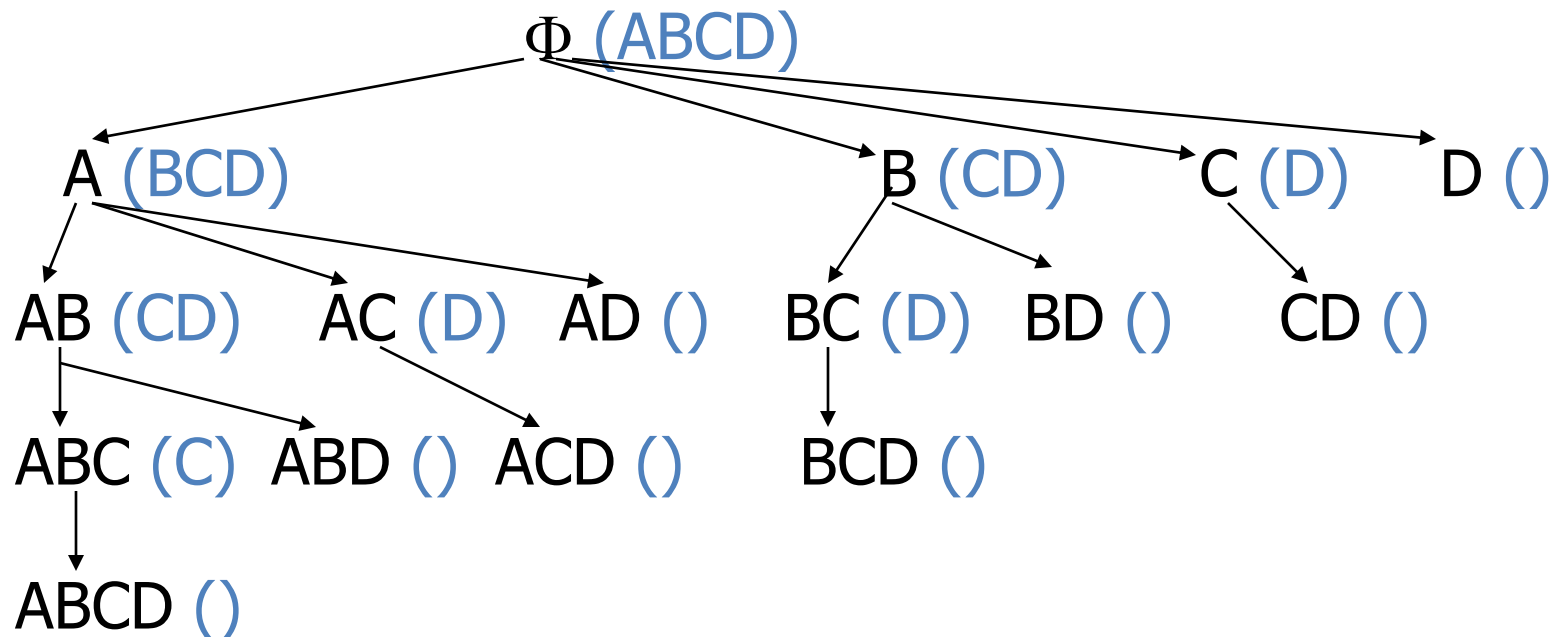 Φ (ABCD)
A (BCD) B (CD) C (D) D ()
AB (CD) AC (D) AD () BC (D) BD () CD ()
ABC (C) ABD () ACD () BCD ()
ABCD ()